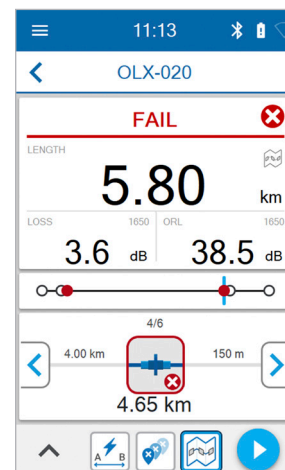 11:13
OLX-020
FAIL
LENGTH
5.80 km
LOSS 1650 ORL 1650
3.6 dB 38.5 dB
4/6
4.00 km 150 m
4.65 km
A B